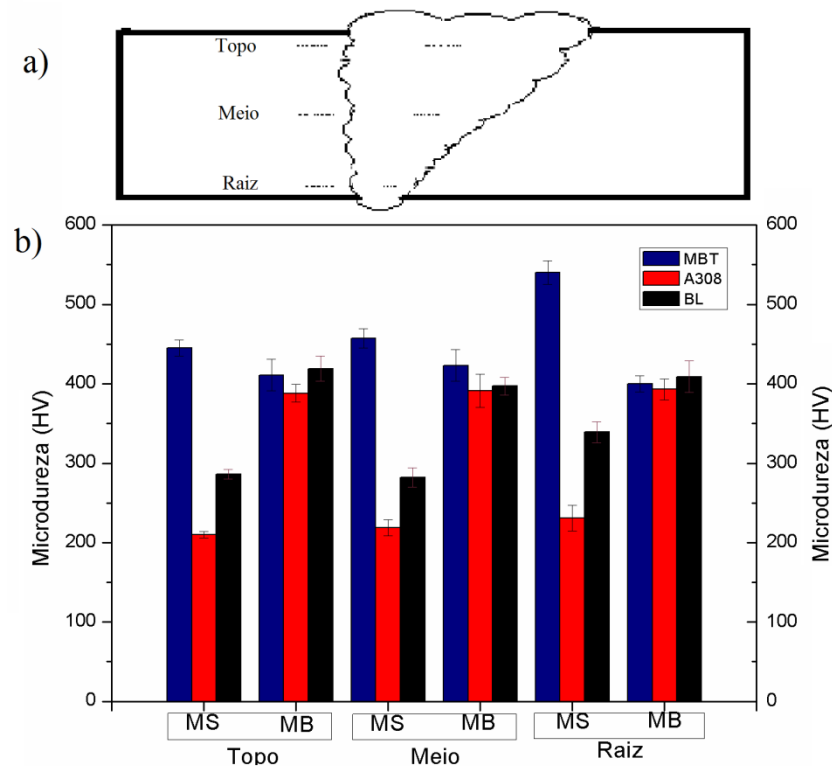 a)
Topo
Meio
Raiz
b)
600
500
400
300
200
100
0
Microdureza (HV)
MBT
A308
BL
600
500
400
300
200
100
0
Microdureza (HV)
MS MB MS MB MS MB
Topo Meio Raiz